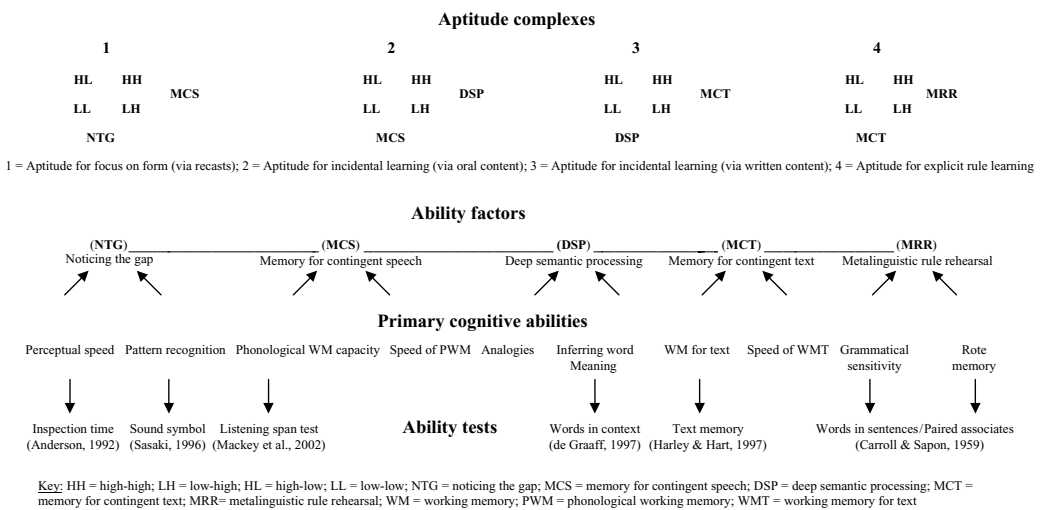 Aptitude complexes
1 2 3 4
HL HH HL HH HL HH HL HH
MCS DSP MCT MRR
LL LH LL LH LL LH LL LH
NTG MCS DSP MCT
1 = Aptitude for focus on form (via recasts); 2 = Aptitude for incidental learning (via oral content); 3 = Aptitude for incidental learning (via written content); 4 = Aptitude for explicit rule learning
Ability factors
(NTG) (MCS) (DSP) (MCT) (MRR)
Noticing the gap Memory for contingent speech Deep semantic processing Memory for contingent text Metalinguistic rule rehearsal
Primary cognitive abilities
Perceptual speed Pattern recognition Phonological WM capacity Speed of PWM Analogies Inferring word WM for text Speed of WMT Grammatical Rote
Meaning sensitivity memory
Inspection time Sound symbol Listening span test Ability tests Words in context Text memory Words in sentences/Paired associates
(Anderson, 1992) (Sasaki, 1996) (Mackey et al., 2002) (de Graaff, 1997) (Harley & Hart, 1997) (Carroll & Sapon, 1959)
Key: HH = high-high; LH = low-high; HL = high-low; LL = low-low; NTG = noticing the gap; MCS = memory for contingent speech; DSP = deep semantic processing; MCT =
memory for contingent text; MRR= metalinguistic rule rehearsal; WM = working memory; PWM = phonological working memory; WMT = working memory for text